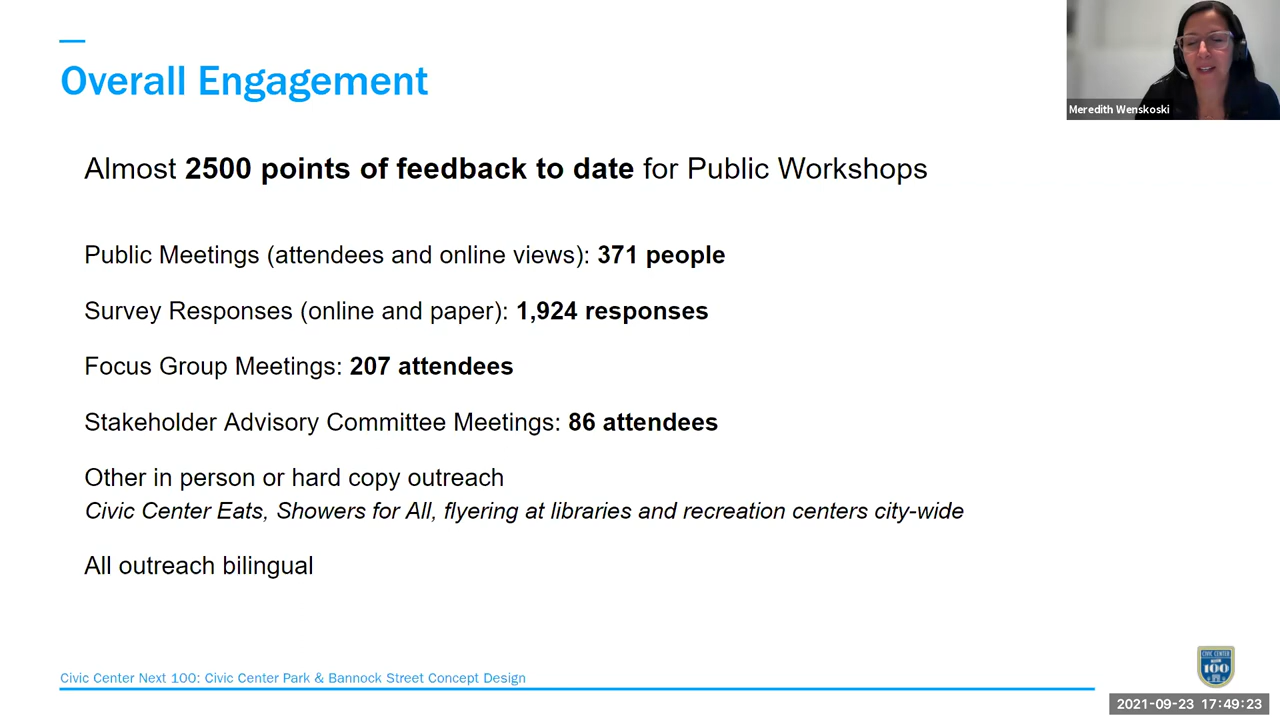 Overall Engagement
Meredith Wenskoski
Almost 2500 points of feedback to date for Public Workshops
Public Meetings (attendees and online views): 371 people
Survey Responses (online and paper): 1,924 responses
Focus Group Meetings: 207 attendees
Stakeholder Advisory Committee Meetings: 86 attendees
Other in person or hard copy outreach
Civic Center Eats, Showers for All, flyering at libraries and recreation centers city-wide
All outreach bilingual
Civic Center Next 100: Civic Center Park & Bannock Street Concept Design
CIVIC CENTER
100
2021-09-23 17:49:23